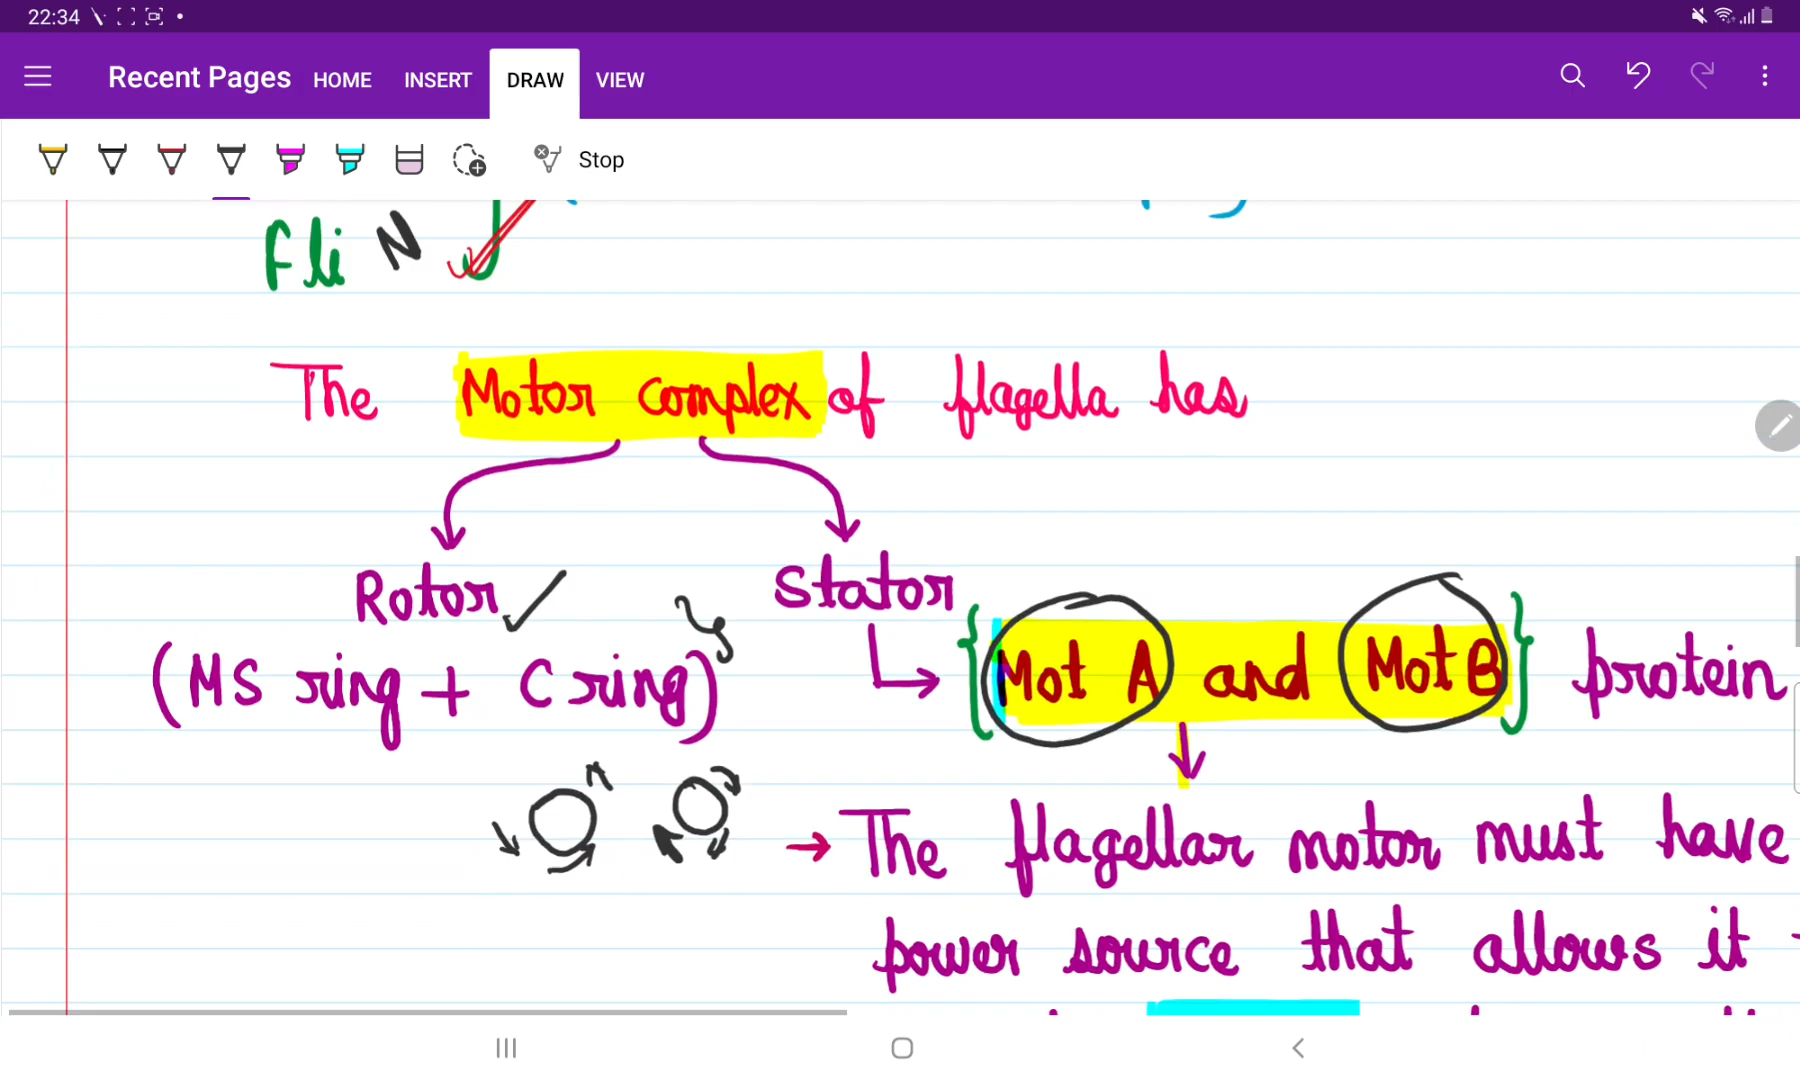 22:34
Recent Pages HOME INSERT DRAW VIEW
Stop
Fli N
The Motor complex of flagella has
Rotor Stator
(MS ring + C ring) {Mot A and Mot B} protein
→ The flagellar motor must have
power source that allows it